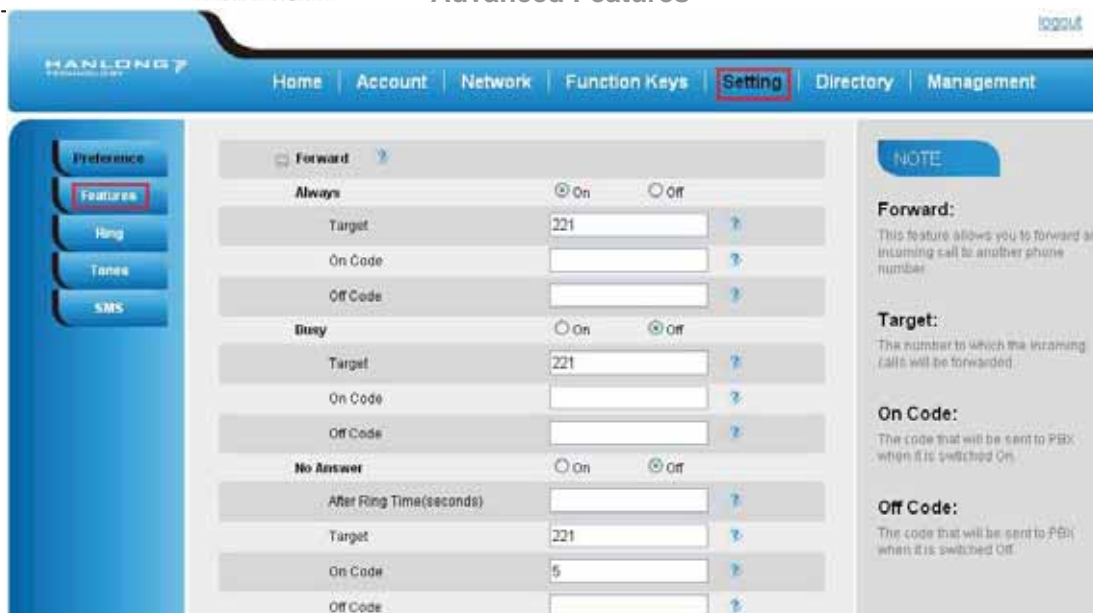 Advanced Features
logout
HANLONG
TECHNOLOGY
Home | Account | Network | Function Keys | Setting | Directory | Management
Preference
Features
Ring
Tones
SMS
Forward ?
Always On Off
Target 221 ?
On Code ?
Off Code ?
Busy On Off
Target 221 ?
On Code ?
Off Code ?
No Answer On Off
After Ring Time(seconds) ?
Target 221 ?
On Code 5 ?
Off Code ?
NOTE
Forward:
This feature allows you to forward an
incoming call to another phone
number.
Target:
The number to which the incoming
calls will be forwarded.
On Code:
The code that will be sent to PBX
when it is switched On.
Off Code:
The code that will be sent to PBX
when it is switched Off.